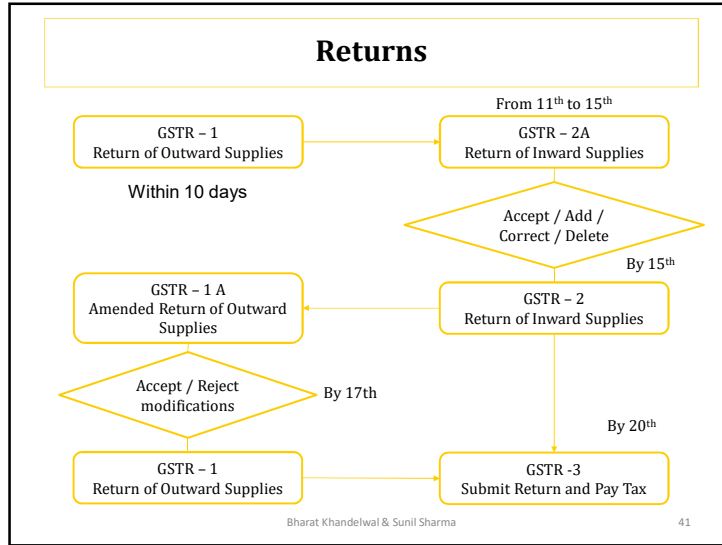 Returns
From 11th to 15th
GSTR – 1
Return of Outward Supplies
GSTR – 2A
Return of Inward Supplies
Within 10 days
Accept / Add /
Correct / Delete
By 15th
GSTR – 1 A
Amended Return of Outward
Supplies
GSTR – 2
Return of Inward Supplies
Accept / Reject
modifications
By 17th
By 20th
GSTR – 1
Return of Outward Supplies
GSTR -3
Submit Return and Pay Tax
Bharat Khandelwal & Sunil Sharma
41